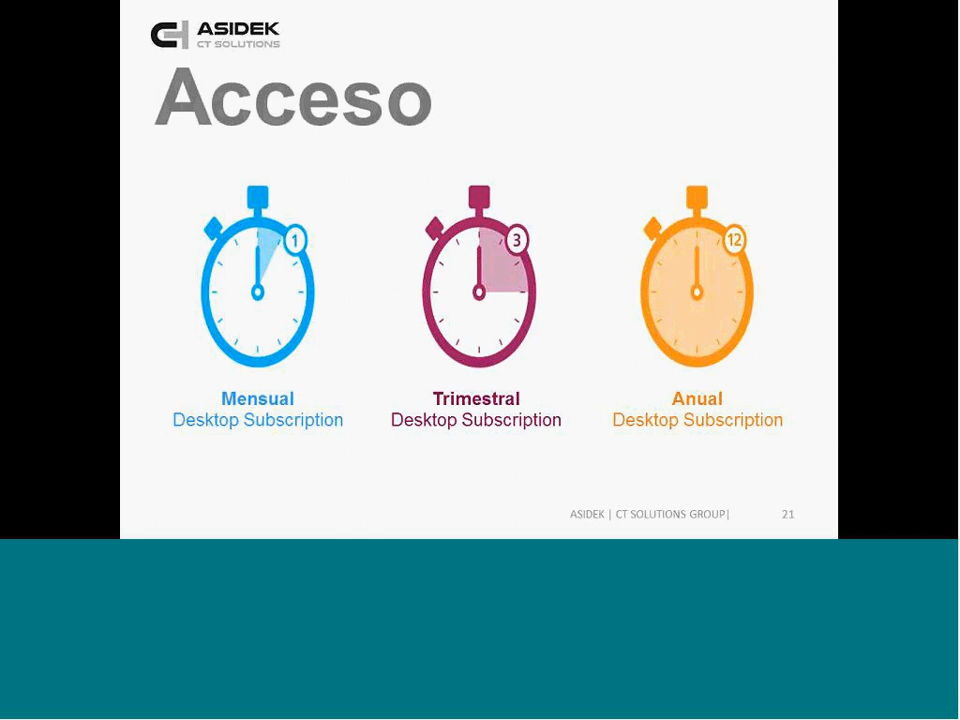 ASIDEK
CT SOLUTIONS
Acceso
1
3
12
Mensual
Desktop Subscription
Trimestral
Desktop Subscription
Anual
Desktop Subscription
ASIDEK | CT SOLUTIONS GROUP|
21